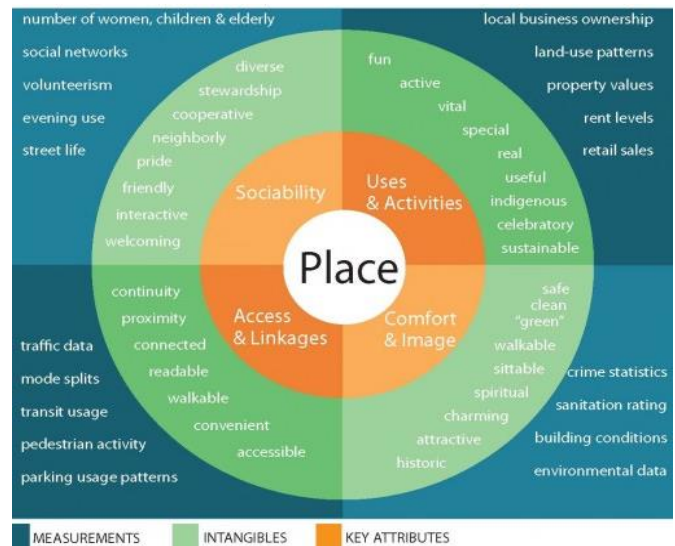 number of women, children & elderly
social networks
volunteerism
evening use
street life
diverse
stewardship
cooperative
neighborly
pride
friendly
interactive
welcoming
Sociability
local business ownership
land-use patterns
property values
rent levels
retail sales
fun
active
vital
special
real
useful
indigenous
celebratory
sustainable
Uses
& Activities
Place
continuity
proximity
connected
readable
walkable
convenient
accessible
Access
& Linkages
traffic data
mode splits
transit usage
pedestrian activity
parking usage patterns
Comfort
& Image
safe
clean
"green"
walkable
sittable
spiritual
charming
attractive
historic
crime statistics
sanitation rating
building conditions
environmental data
MEASUREMENTS
INTANGIBLES
KEY ATTRIBUTES